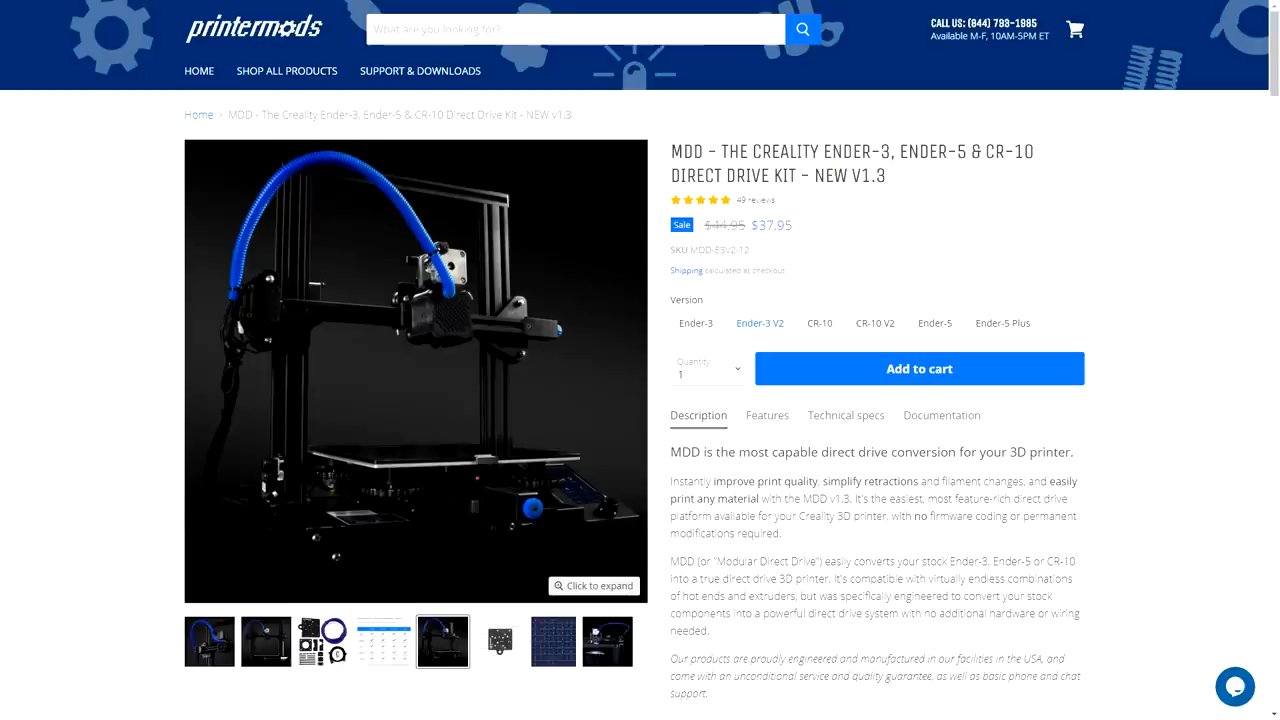 printermods
What are you looking for?
CALL US: (844) 783-1985
Available M-F, 10AM-5PM ET
HOME
SHOP ALL PRODUCTS
SUPPORT & DOWNLOADS
Home › MDD - The Creality Ender-3, Ender-5 & CR-10 Direct Drive Kit - NEW v1.3
MDD - THE CREALITY ENDER-3, ENDER-5 & CR-10
DIRECT DRIVE KIT - NEW V1.3
49 reviews
Sale $44.95 $37.95
SKU MDD-E3V2-12
Shipping calculated at checkout
Version
Ender-3 Ender-3 V2 CR-10 CR-10 V2 Ender-5 Ender-5 Plus
Quantity
1
Add to cart
Description Features Technical specs Documentation
MDD is the most capable direct drive conversion for your 3D printer.
Instantly improve print quality, simplify retractions and filament changes, and easily
print any material with the MDD v1.3. It's the easiest, most feature-rich direct drive
platform available for your Creality 3D printer, with no firmware coding or permanent
modifications required.
MDD (or "Modular Direct Drive") easily converts your stock Ender-3, Ender-5 or CR-10
into a true direct drive 3D printer. It's compatible with virtually endless combinations
of hot ends and extruders, but was specifically engineered to convert your stock
components into a powerful direct drive system with no additional hardware or wiring
needed.
Our products are proudly engineered and manufactured in our factory in the USA, and
come with an unconditional service and quality guarantee, as well as basic phone and chat
support.
Click to expand